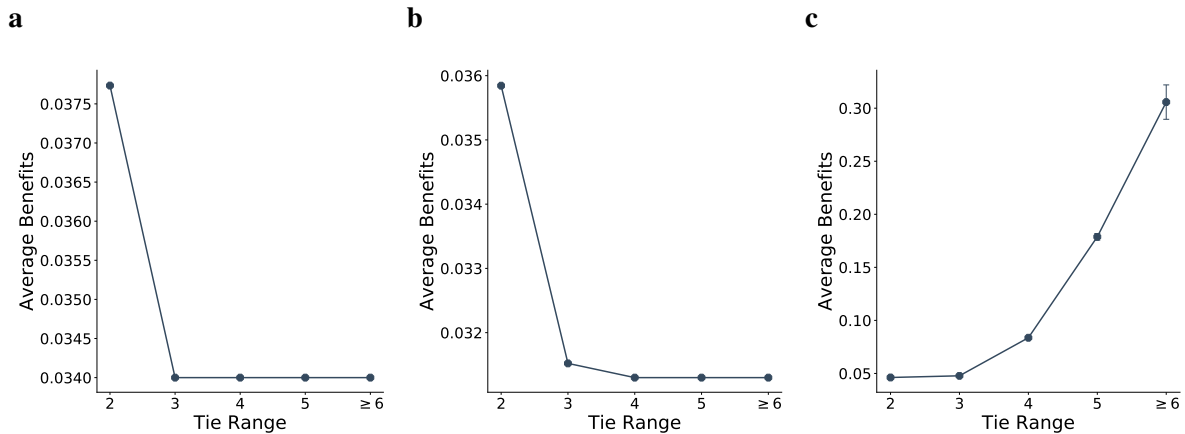 a
b
c
Average Benefits
0.0375
0.0370
0.0365
0.0360
0.0355
0.0350
0.0345
0.0340
2 3 4 5 ≥ 6
Tie Range
Average Benefits
0.036
0.035
0.034
0.033
0.032
2 3 4 5 ≥ 6
Tie Range
Average Benefits
0.30
0.25
0.20
0.15
0.10
0.05
2 3 4 5 ≥ 6
Tie Range